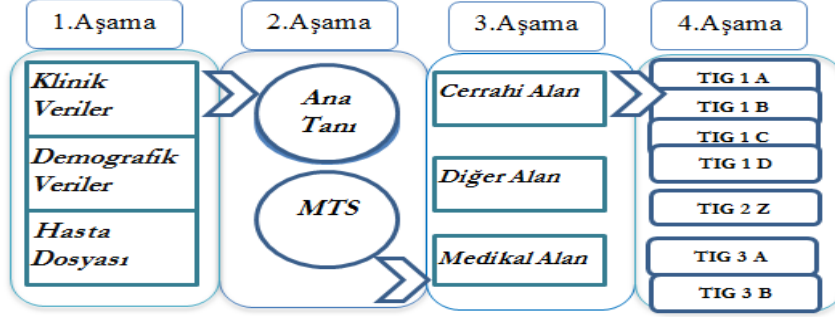 1.Aşama
2.Aşama
3.Aşama
4.Aşama
Klinik
Veriler
Demografik
Veriler
Hasta
Dosyası
Ana
Tanı
MTS
Cerrahi Alan
Diğer Alan
Medikal Alan
TIG 1 A
TIG 1 B
TIG 1 C
TIG 1 D
TIG 2 Z
TIG 3 A
TIG 3 B